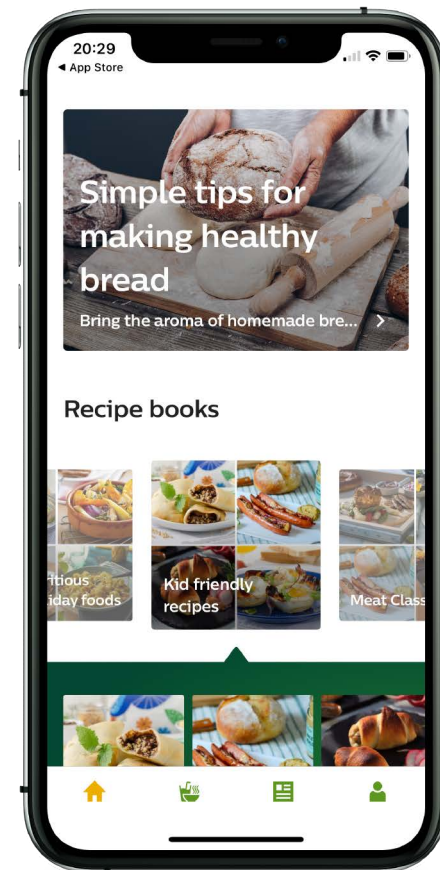 20:29
◀ App Store
Simple tips for
making healthy
bread
Bring the aroma of homemade bre...
Recipe books
itious
iday foods
Kid friendly
recipes
Meat Class